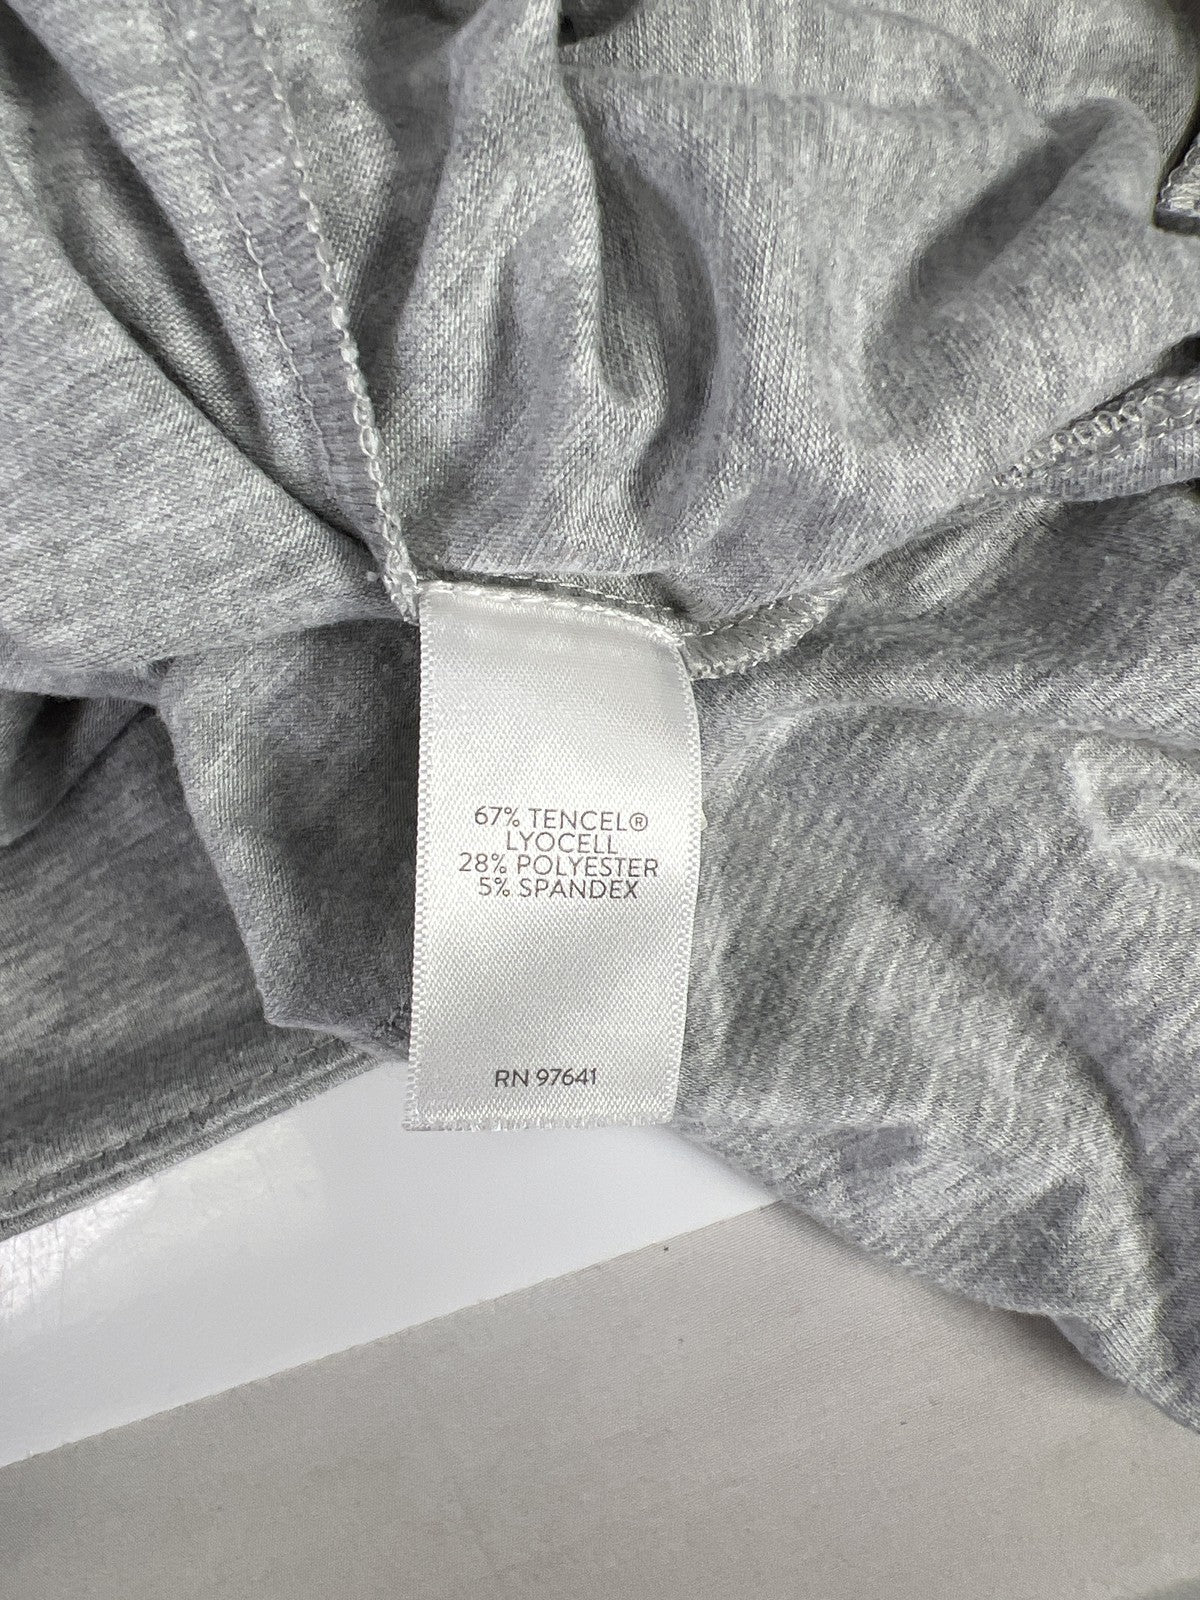 67% TENCEL®
LYOCELL
28% POLYESTER
5% SPANDEX
RN 97641